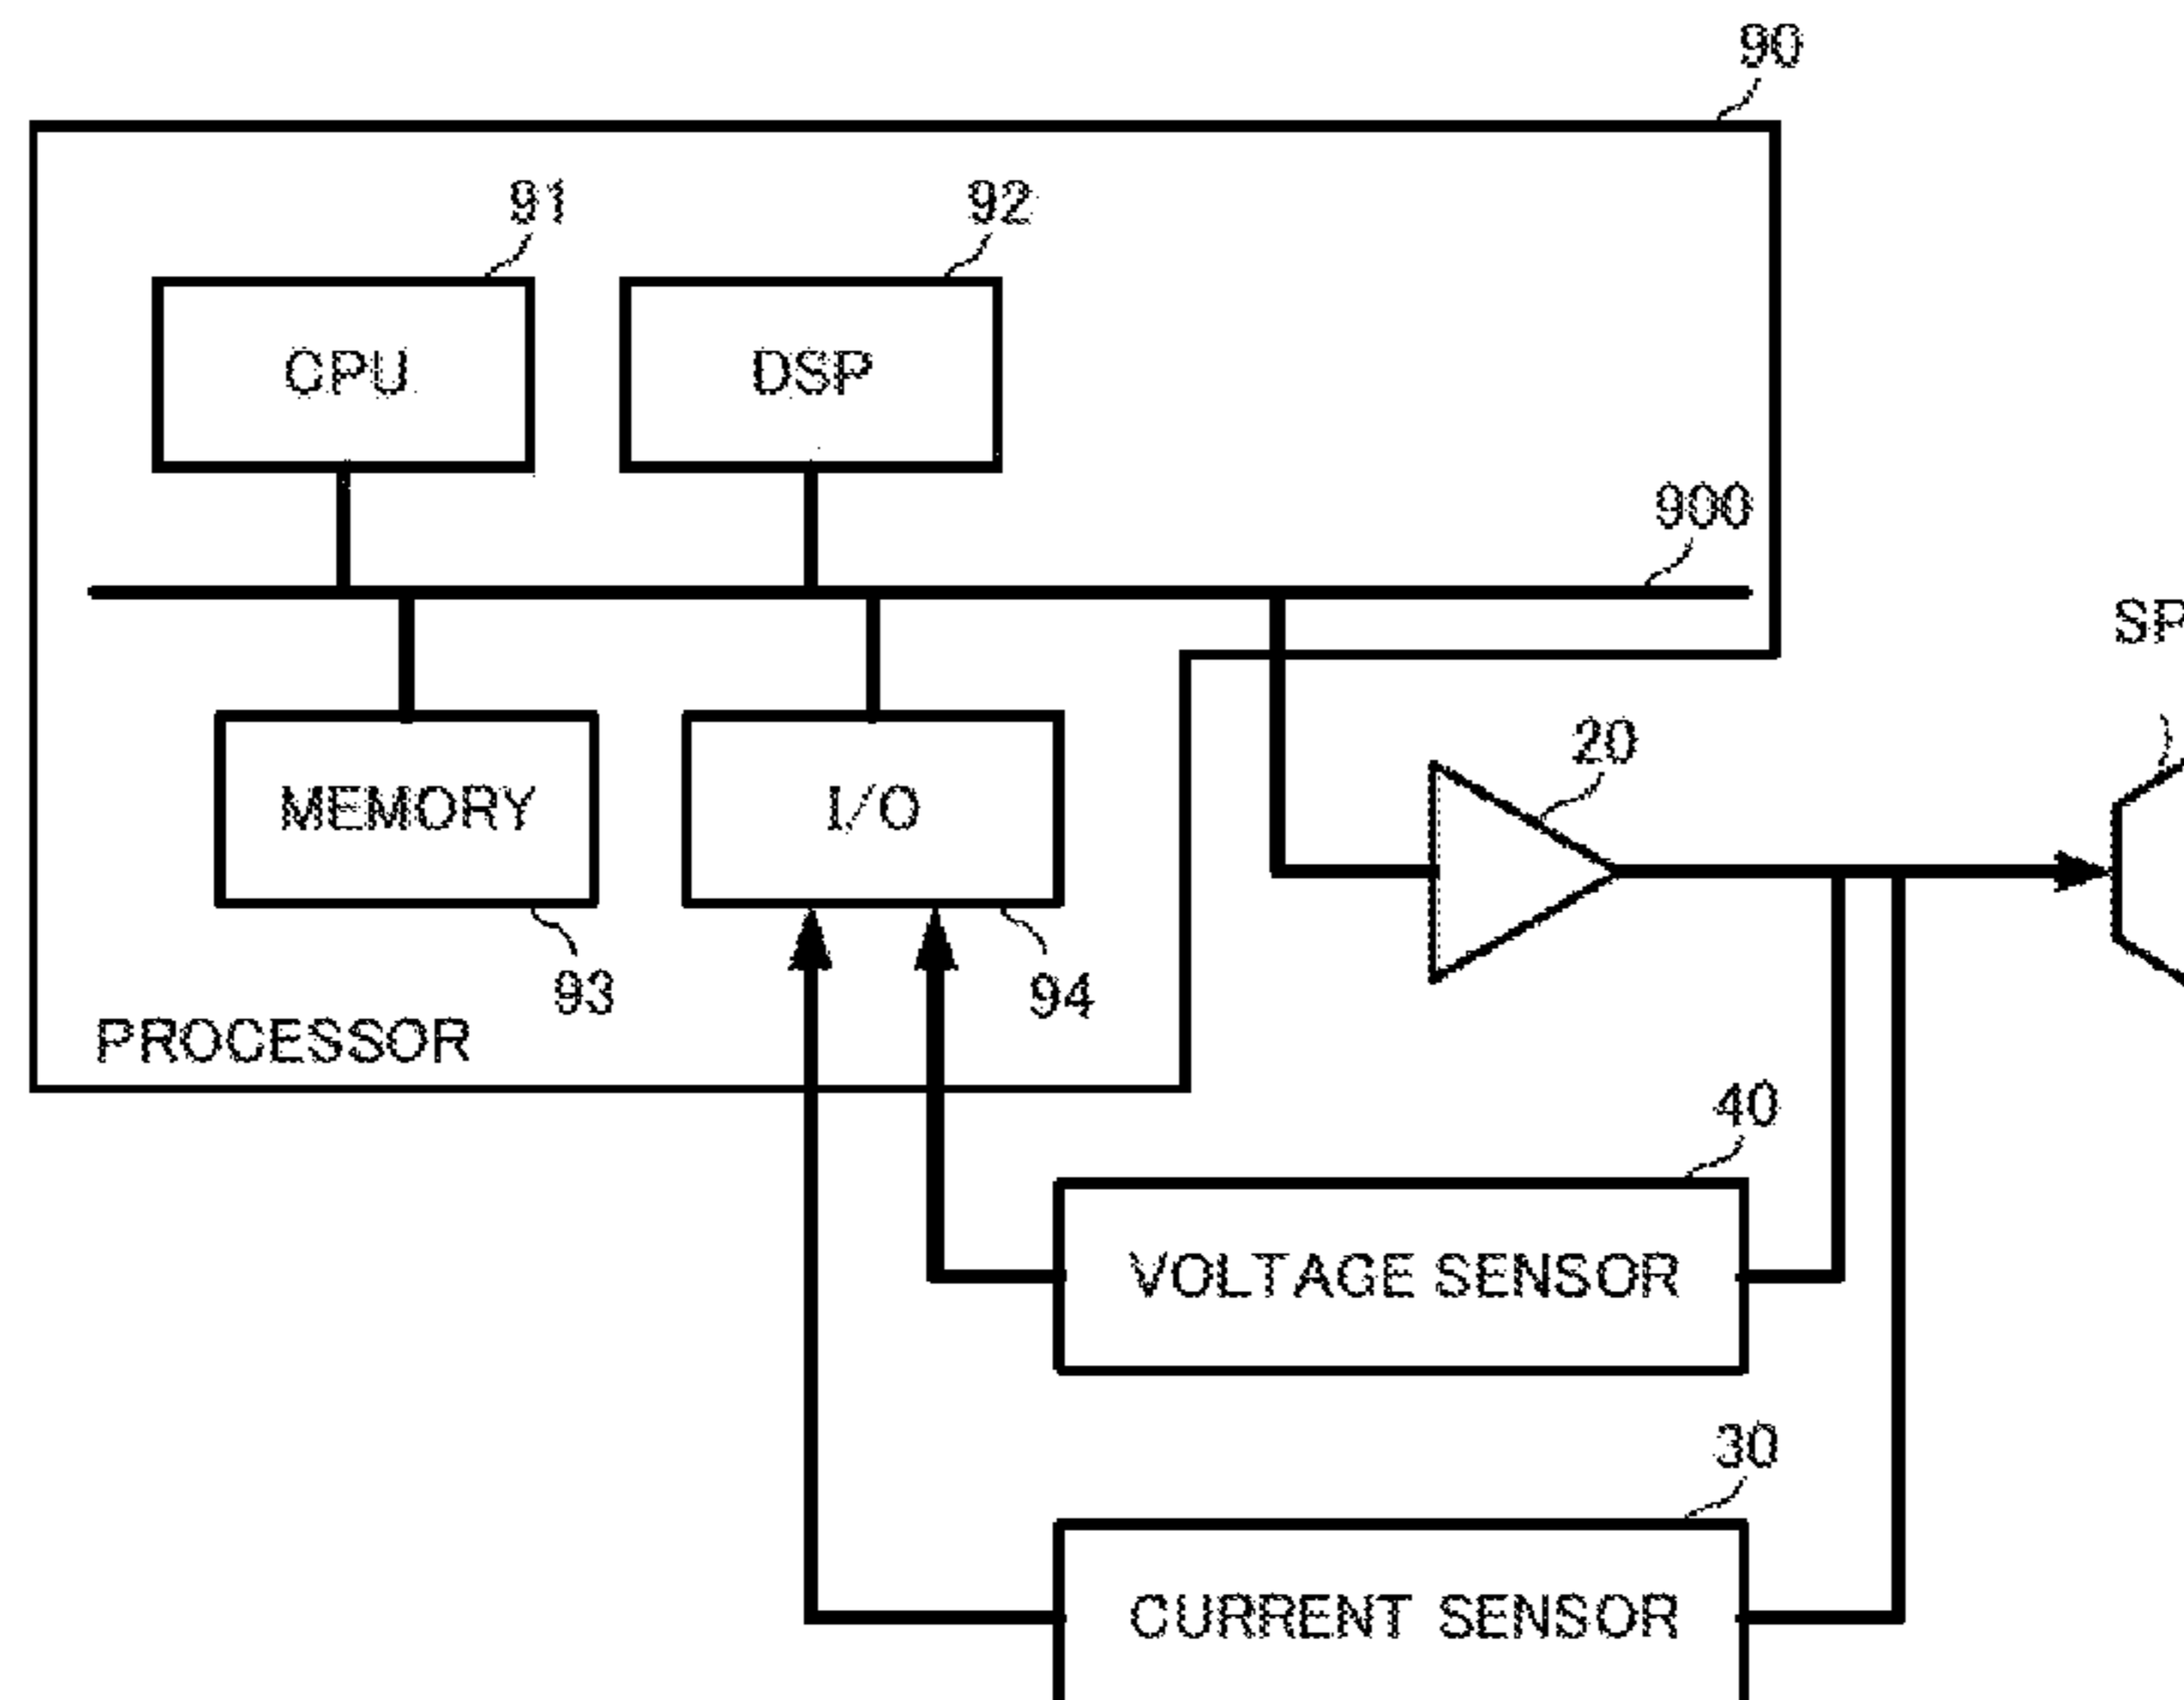 90
91
92
CPU
DSP
900
SP
20
MEMORY
I/O
93
94
PROCESSOR
40
VOLTAGE SENSOR
30
CURRENT SENSOR